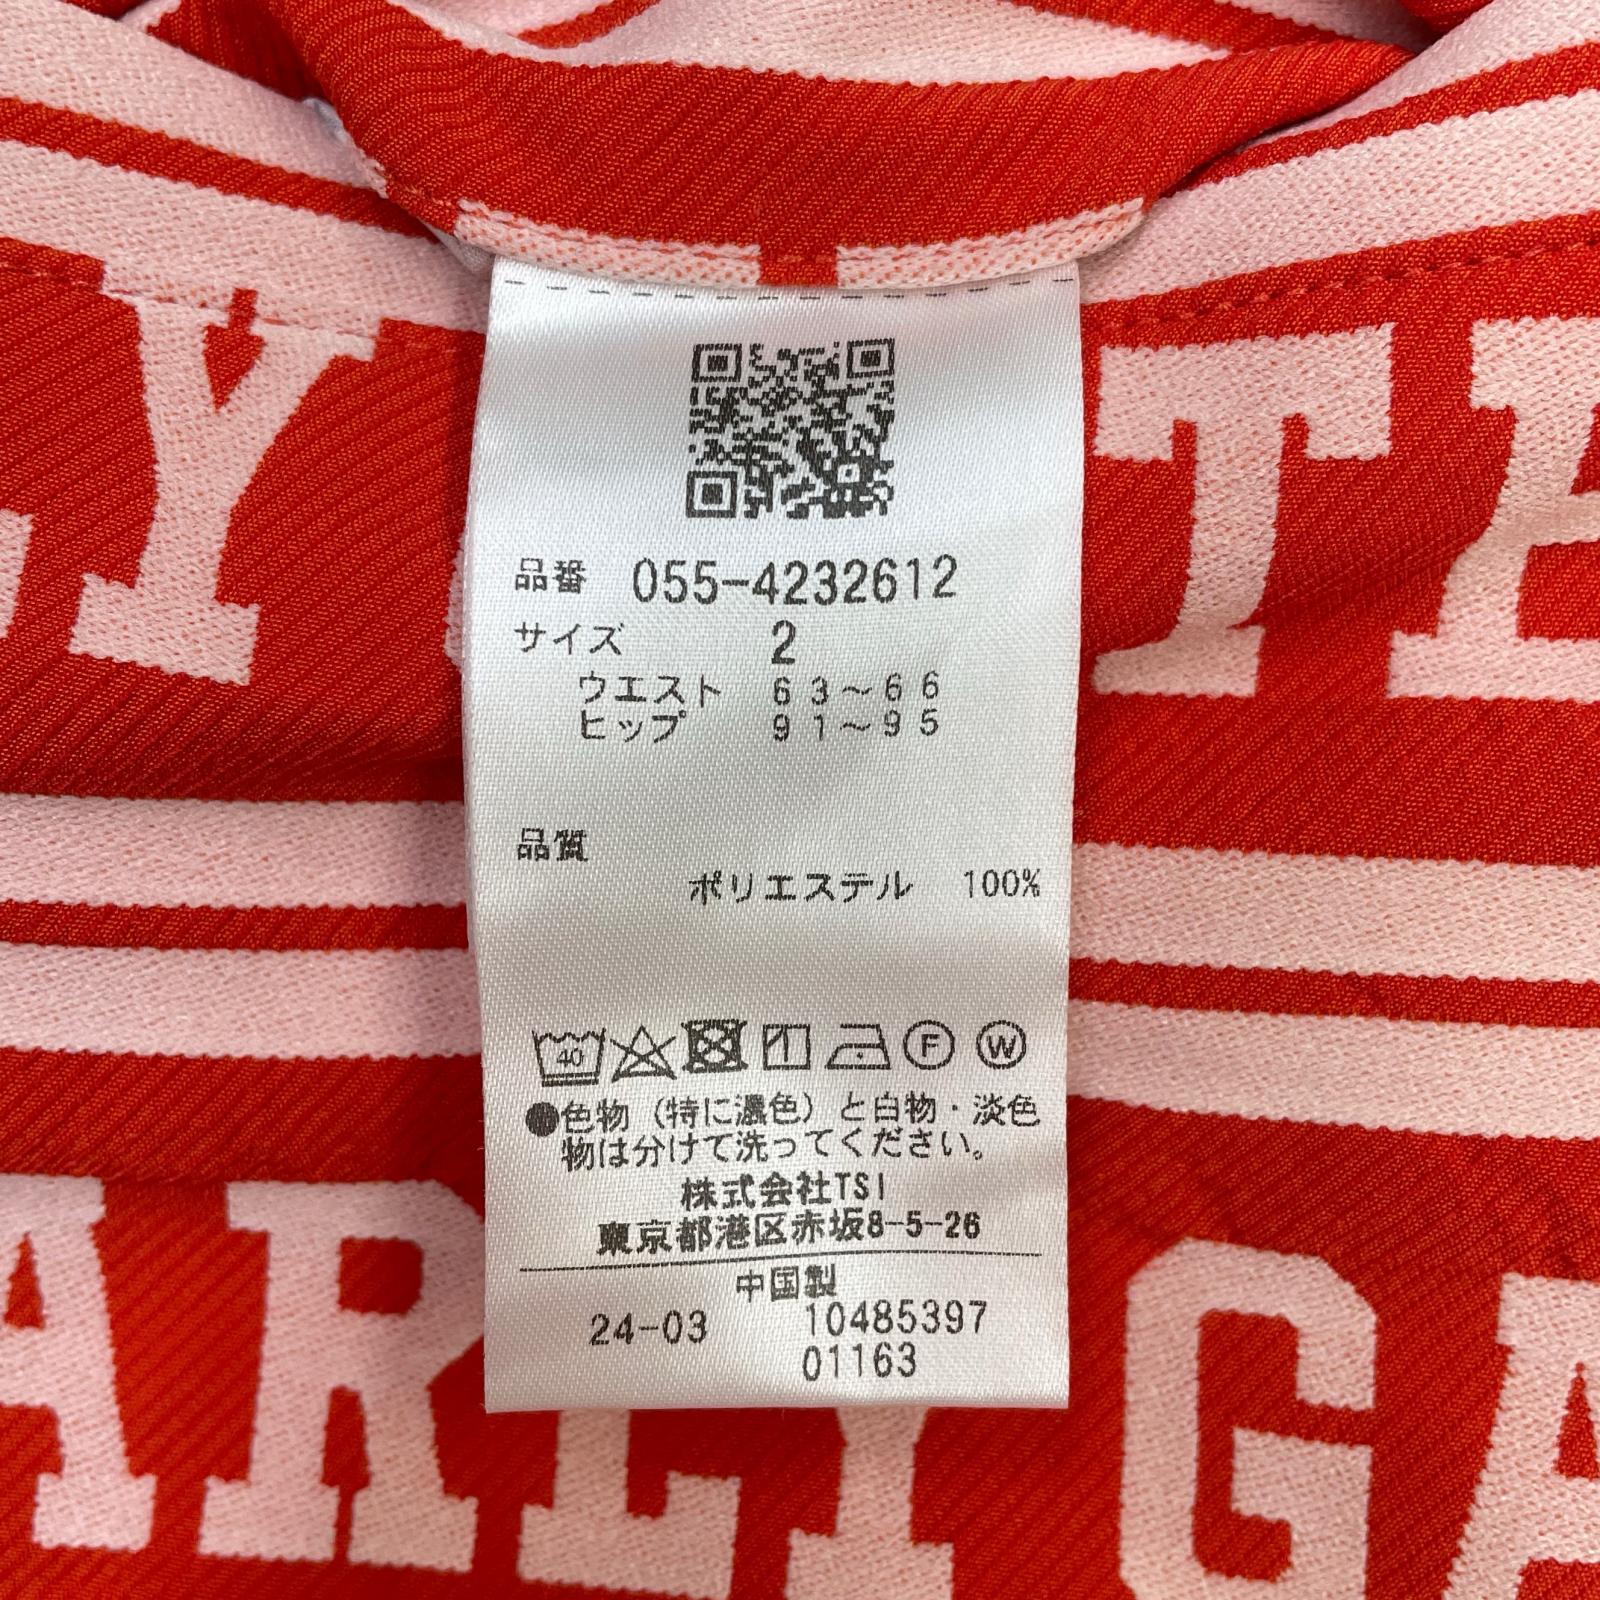 LY TE
品番 055-4232612
サイズ 2
ウエスト 63~66
ヒップ 91~95
品質
ポリエステル 100%
40 F W
●色物(特に濃色)と白物・淡色
物は分けて洗ってください。
株式会社TSI
東京都港区赤坂8-5-26
中国製
24-03 10485397
01163
ARLY GA